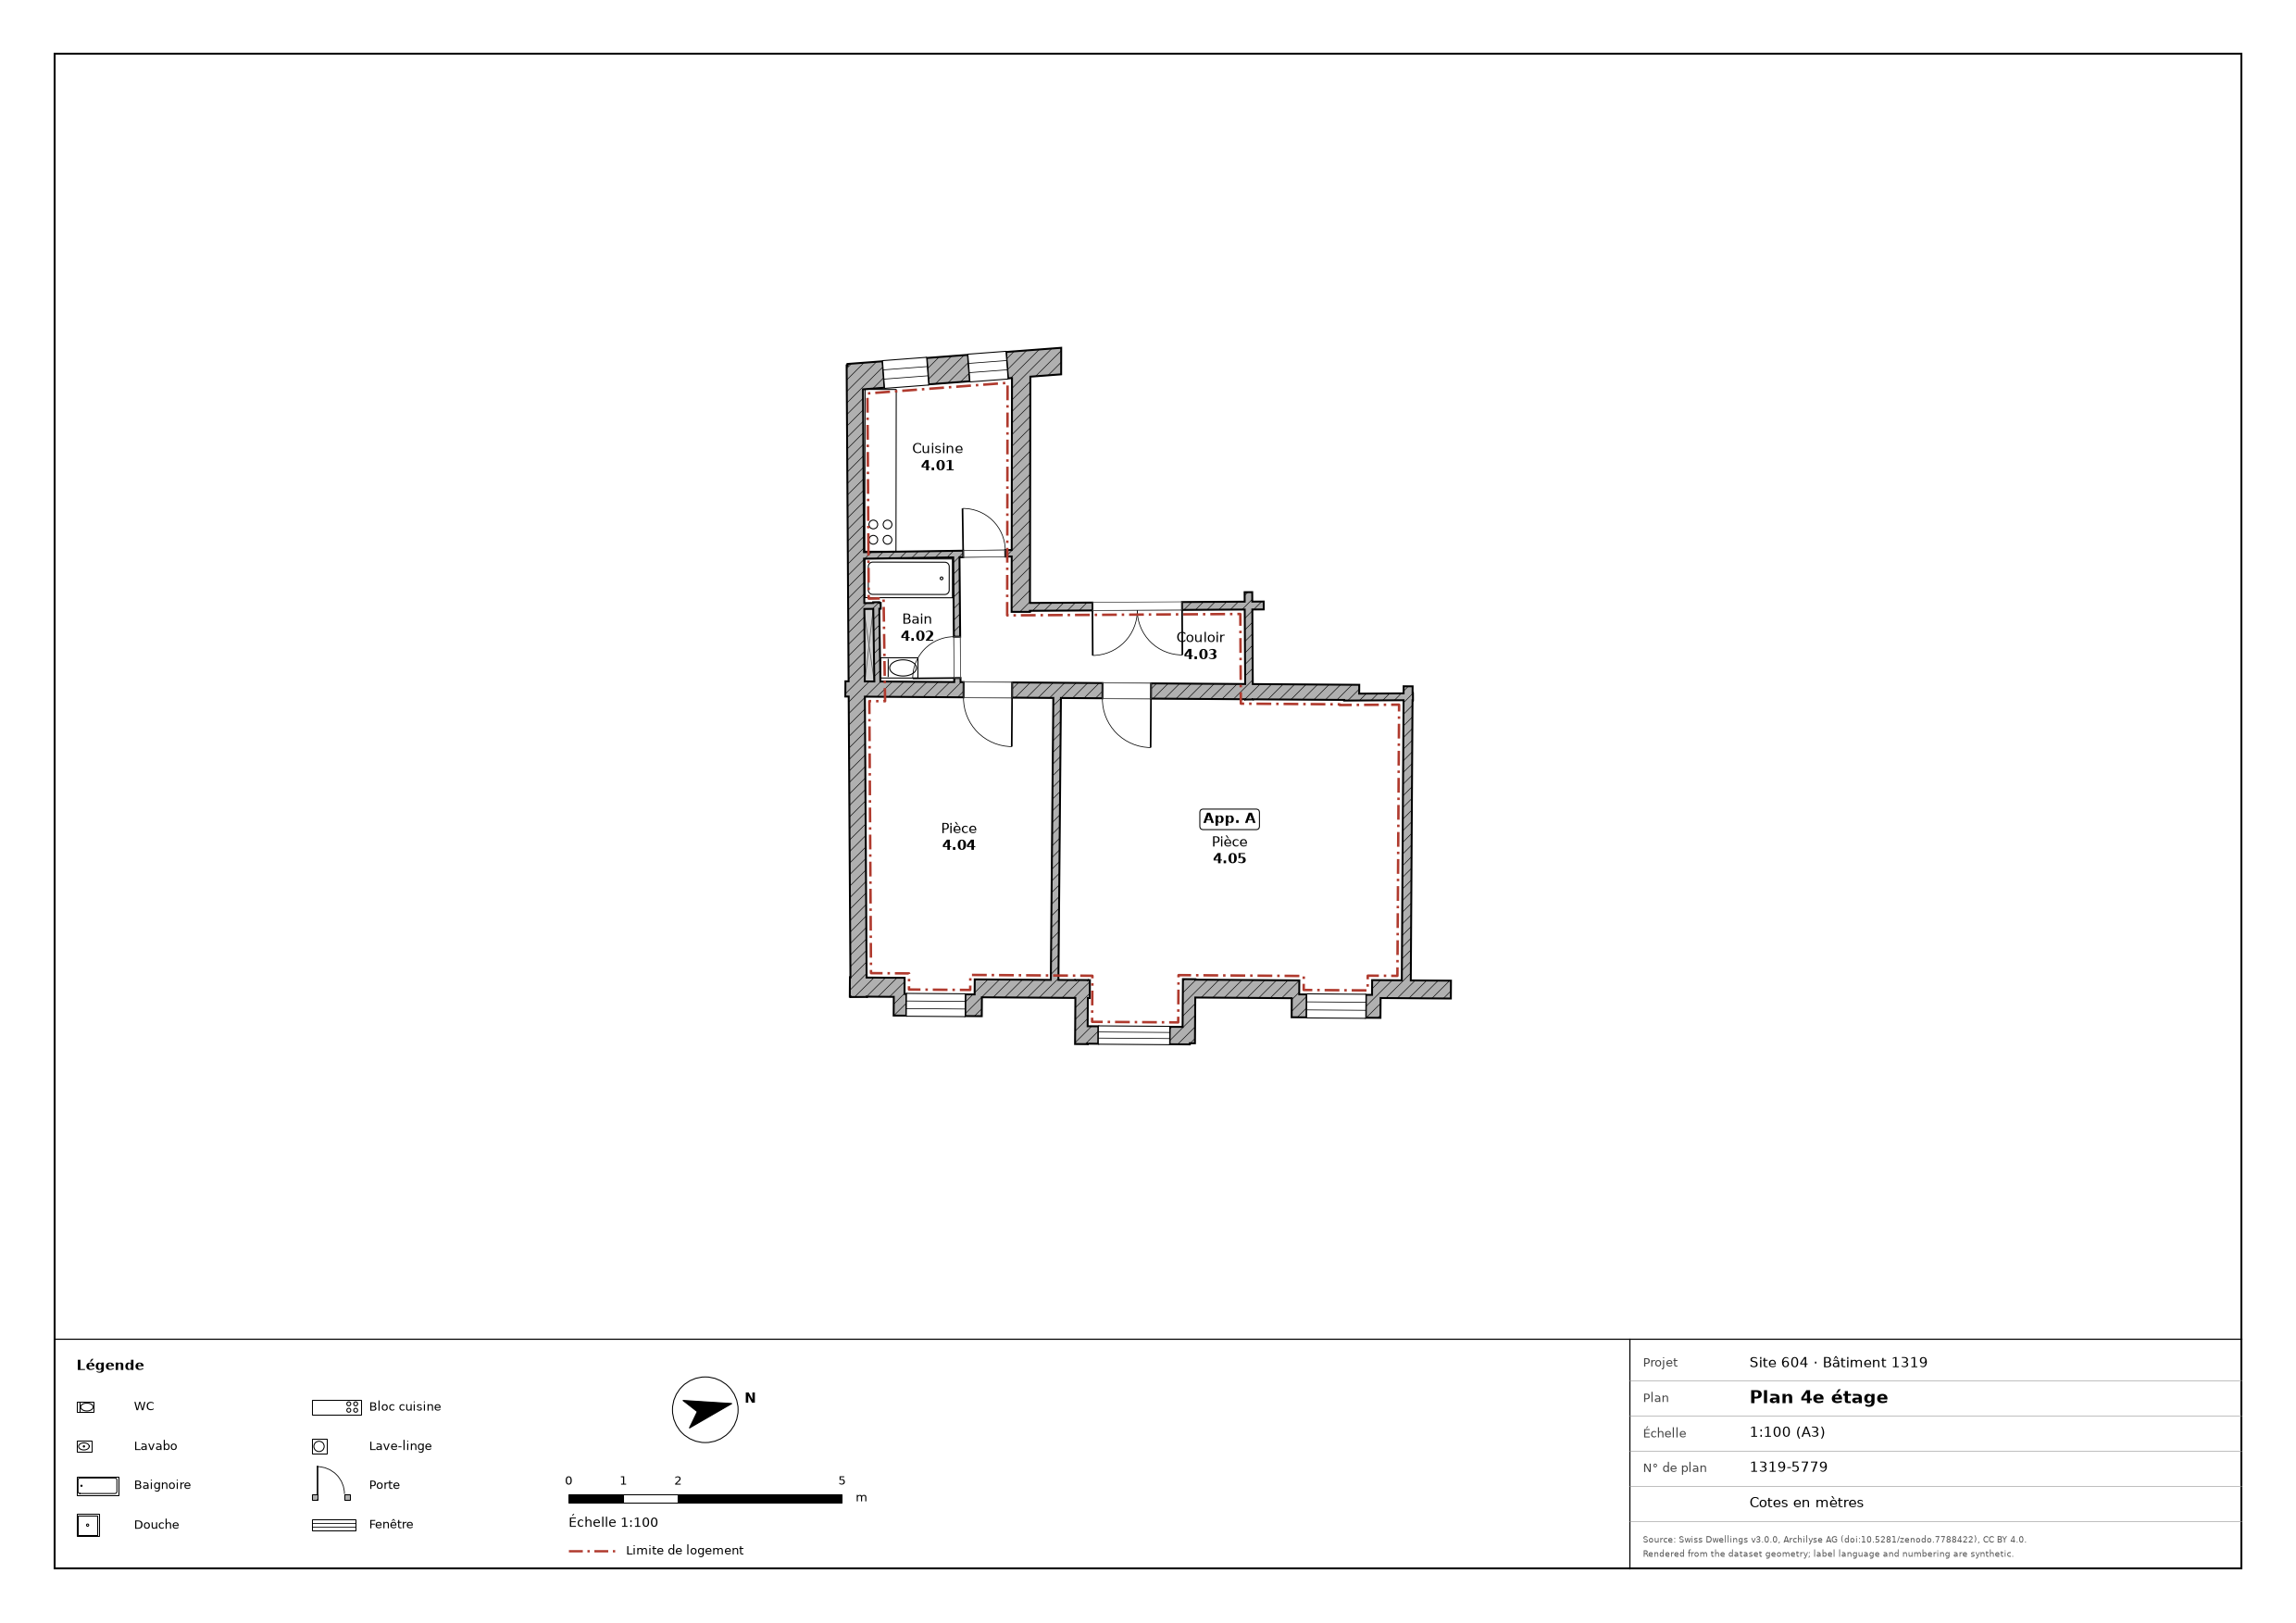 Cuisine
4.01
Bain
4.02
Couloir
4.03
Pièce
4.04
App. A
Pièce
4.05
Légende
WC
Lavabo
Baignoire
Douche
Bloc cuisine
Lave-linge
Porte
Fenêtre
N
0 1 2 5
m
Échelle 1:100
Limite de logement
Projet Site 604 · Bâtiment 1319
Plan Plan 4e étage
Échelle 1:100 (A3)
N° de plan 1319-5779
Cotes en mètres
Source: Swiss Dwellings v3.0.0, Archilyse AG (doi:10.5281/zenodo.7788422), CC BY 4.0.
Rendered from the dataset geometry; label language and numbering are synthetic.